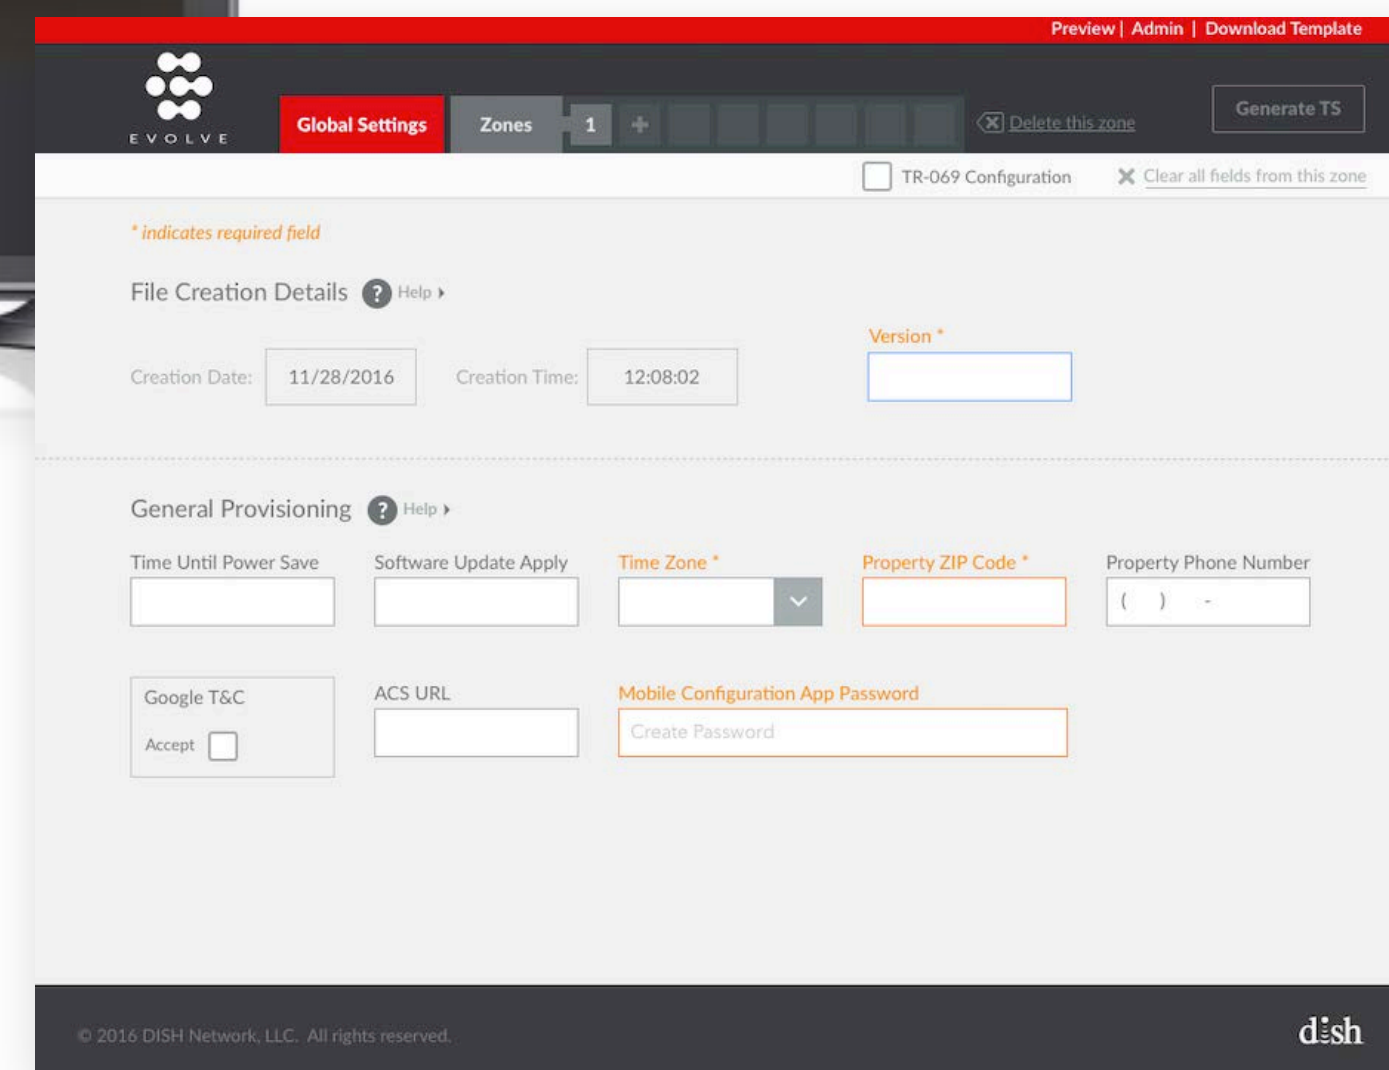 Preview | Admin | Download Template
EVOLVE
Global Settings
Zones
1
+
Delete this zone
Generate TS
TR-069 Configuration
Clear all fields from this zone
* indicates required field
File Creation Details ? Help
Version *
Creation Date: 11/28/2016
Creation Time: 12:08:02
General Provisioning ? Help
Time Until Power Save
Software Update Apply
Time Zone *
Property ZIP Code *
Property Phone Number
( ) -
Google T&C
Accept
ACS URL
Mobile Configuration App Password
Create Password
© 2016 DISH Network, LLC. All rights reserved.
dish